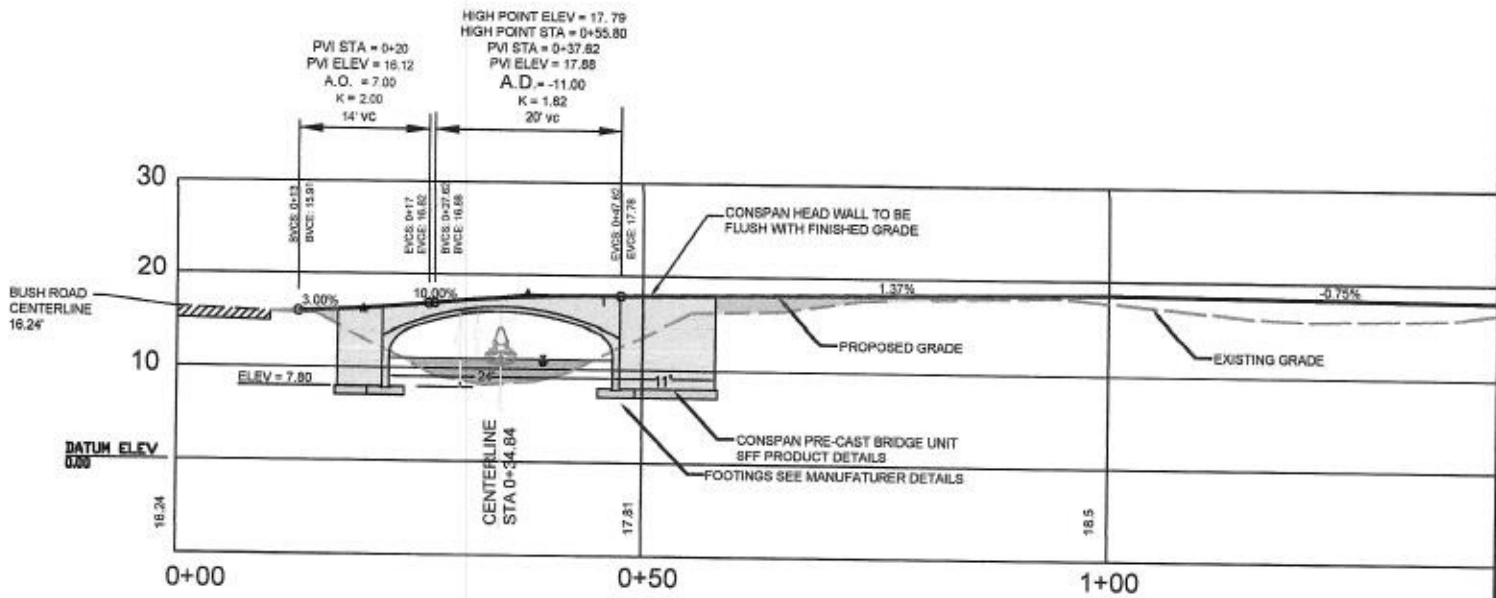 HIGH POINT ELEV = 17. 79
HIGH POINT STA = 0+55.80
PVI STA = 0+37.62
PVI ELEV = 17.88
A.D.= -11.00
K = 1.82
20' VC
PVI STA = 0+20
PVI ELEV = 16.12
A.O. = 7.00
K = 2.00
14' VC
30
BVCS: 0+13
BVCE: 15.91
EVCS: 0+17
EVCE: 16.82
BVCS: 0+27.62
BVCE: 16.88
EVCS: 0+47.62
EVCE: 17.78
CONSPAN HEAD WALL TO BE
FLUSH WITH FINISHED GRADE
20
BUSH ROAD
CENTERLINE
16.24'
3.00%
10.00%
1.37%
-0.75%
PROPOSED GRADE
EXISTING GRADE
10
ELEV = 7.80
24'
11'
CENTERLINE
STA 0+34.84
CONSPAN PRE-CAST BRIDGE UNIT
SFF PRODUCT DETAILS
FOOTINGS SEE MANUFATURER DETAILS
DATUM ELEV
0.00
18.24
17.81
18.5
0+00
0+50
1+00